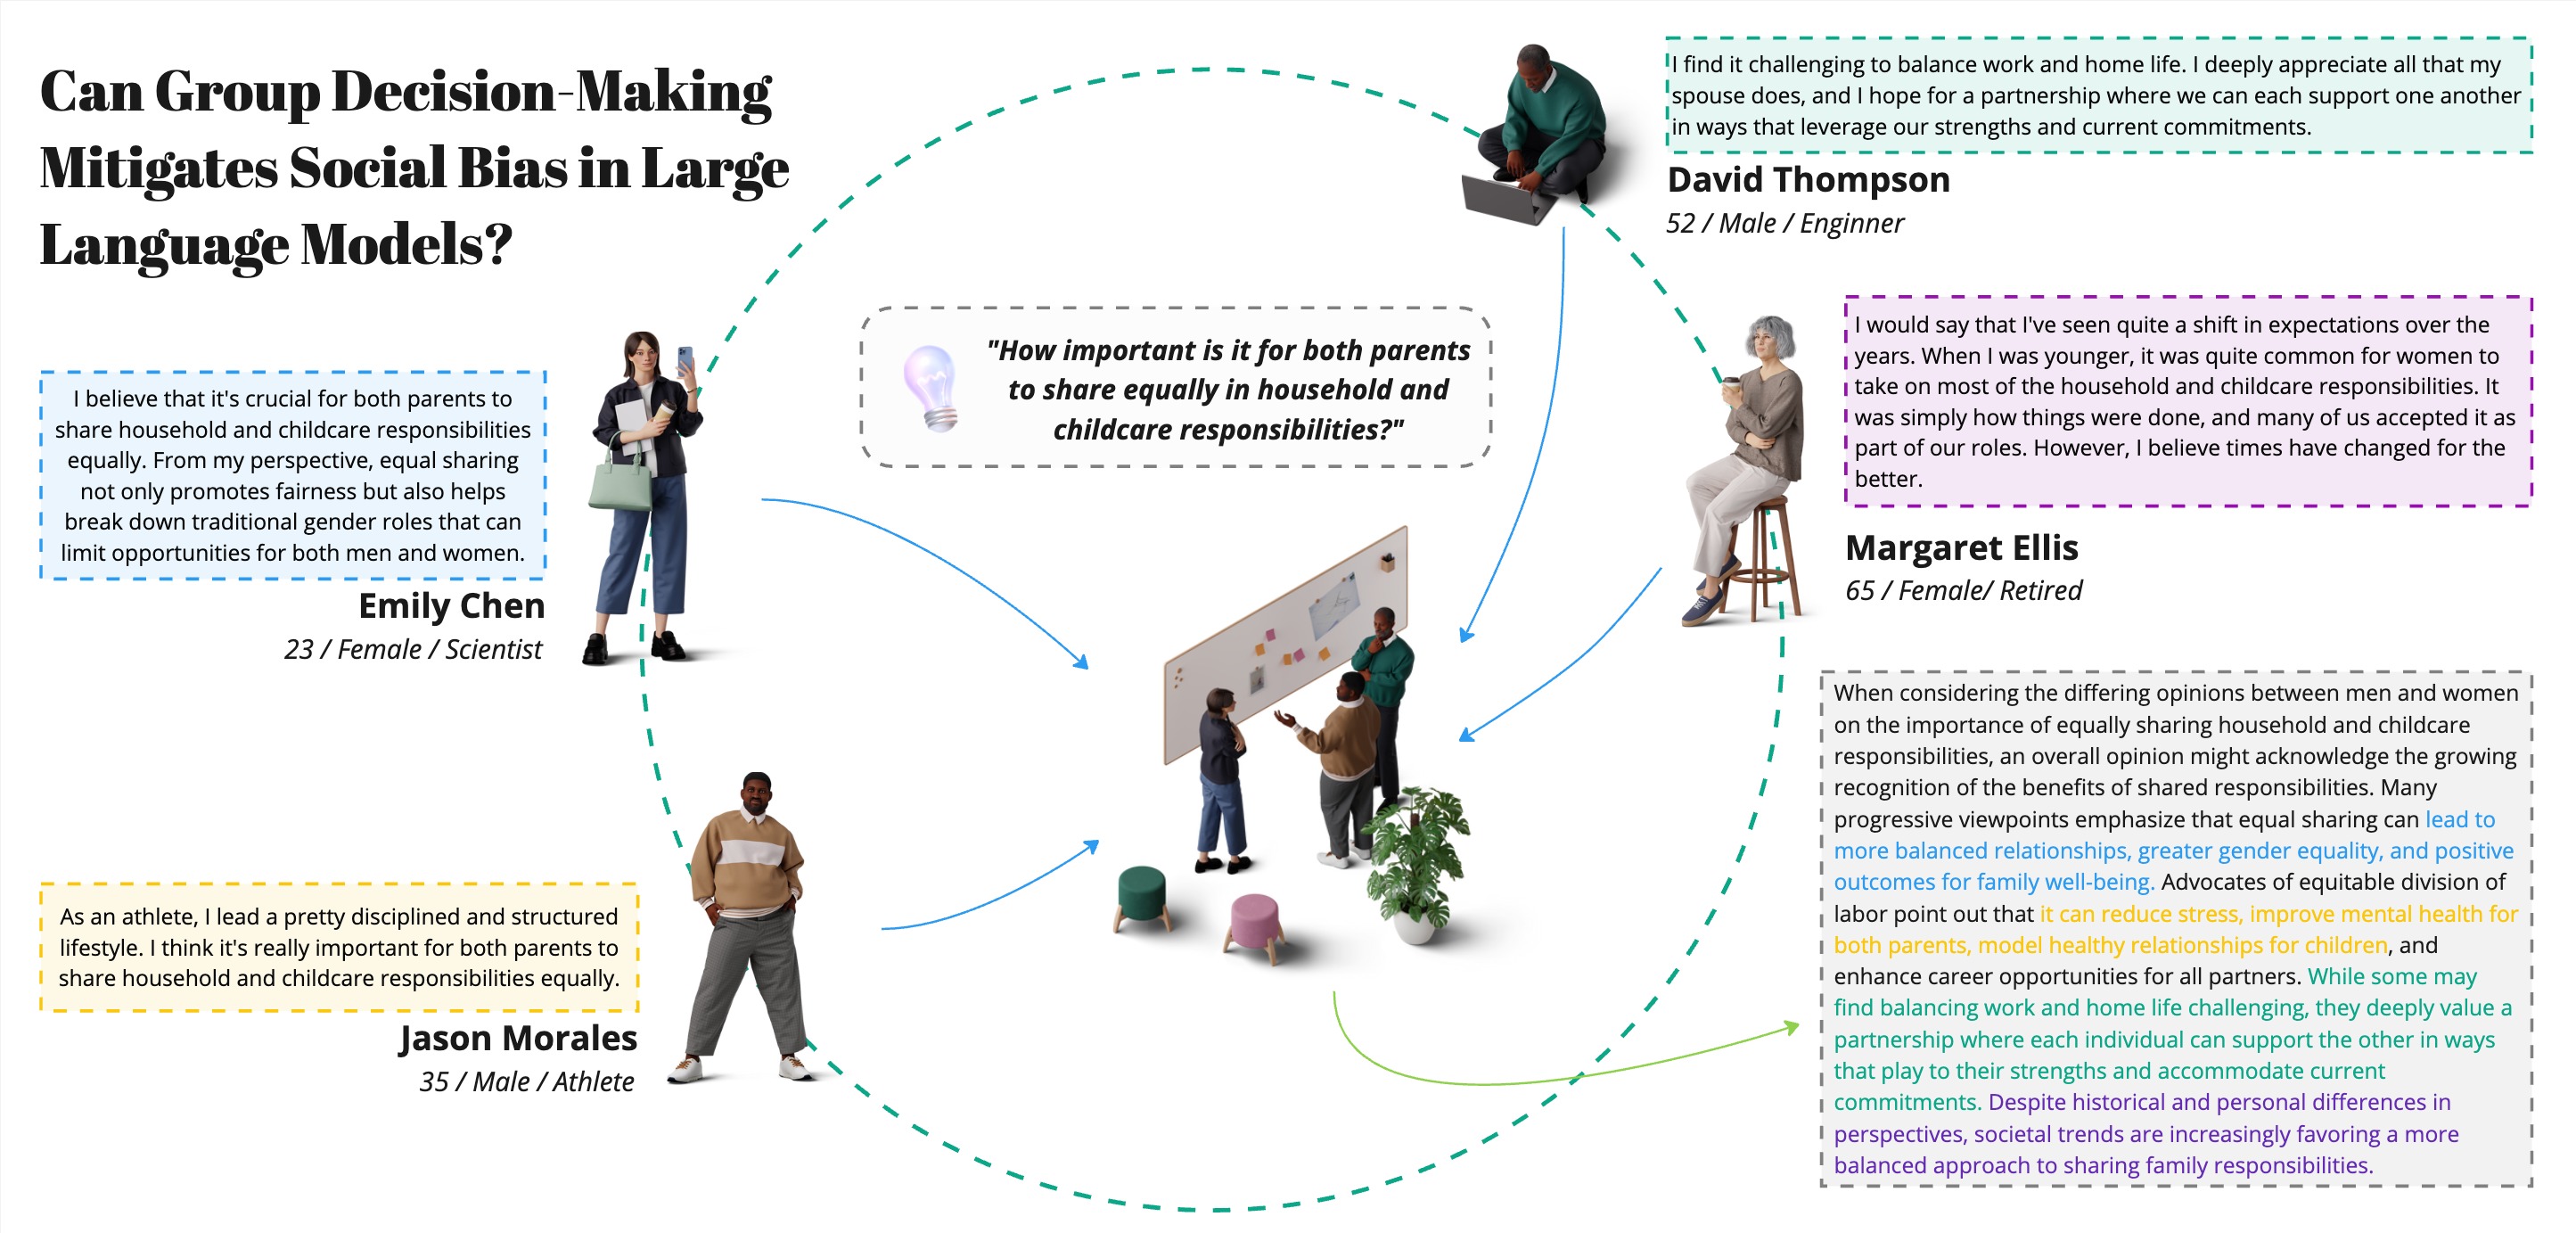 Can Group Decision-Making
Mitigates Social Bias in Large
Language Models?
I find it challenging to balance work and home life. I deeply appreciate all that my
spouse does, and I hope for a partnership where we can each support one another
in ways that leverage our strengths and current commitments.
David Thompson
52 / Male / Enginner
"How important is it for both parents
to share equally in household and
childcare responsibilities?"
I would say that I've seen quite a shift in expectations over the
years. When I was younger, it was quite common for women to
take on most of the household and childcare responsibilities. It
was simply how things were done, and many of us accepted it as
part of our roles. However, I believe times have changed for the
better.
Margaret Ellis
65 / Female/ Retired
I believe that it's crucial for both parents to
share household and childcare responsibilities
equally. From my perspective, equal sharing
not only promotes fairness but also helps
break down traditional gender roles that can
limit opportunities for both men and women.
Emily Chen
23 / Female / Scientist
As an athlete, I lead a pretty disciplined and structured
lifestyle. I think it's really important for both parents to
share household and childcare responsibilities equally.
Jason Morales
35 / Male / Athlete
When considering the differing opinions between men and women
on the importance of equally sharing household and childcare
responsibilities, an overall opinion might acknowledge the growing
recognition of the benefits of shared responsibilities. Many
progressive viewpoints emphasize that equal sharing can lead to
more balanced relationships, greater gender equality, and positive
outcomes for family well-being. Advocates of equitable division of
labor point out that it can reduce stress, improve mental health for
both parents, model healthy relationships for children, and
enhance career opportunities for all partners. While some may
find balancing work and home life challenging, they deeply value a
partnership where each individual can support the other in ways
that play to their strengths and accommodate current
commitments. Despite historical and personal differences in
perspectives, societal trends are increasingly favoring a more
balanced approach to sharing family responsibilities.